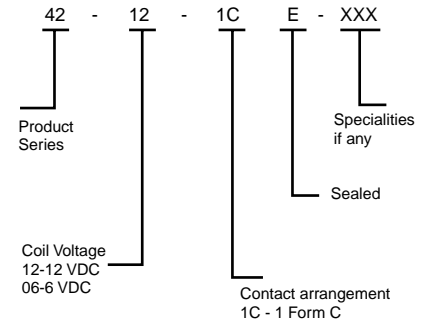 42 - 12 - 1C E - XXX
Product
Series
Specialities
if any
Sealed
Coil Voltage
12-12 VDC
06-6 VDC
Contact arrangement
1C - 1 Form C